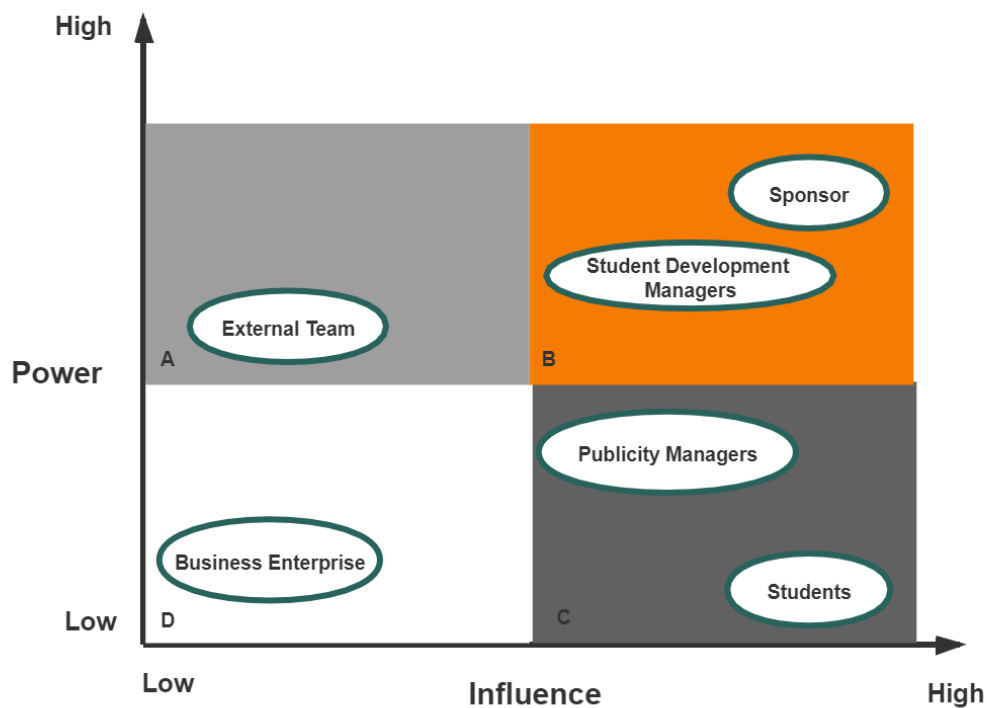 High
Sponsor
Student Development
Managers
External Team
A
B
Power
Publicity Managers
Business Enterprise
Students
D
C
Low
Low
Influence
High